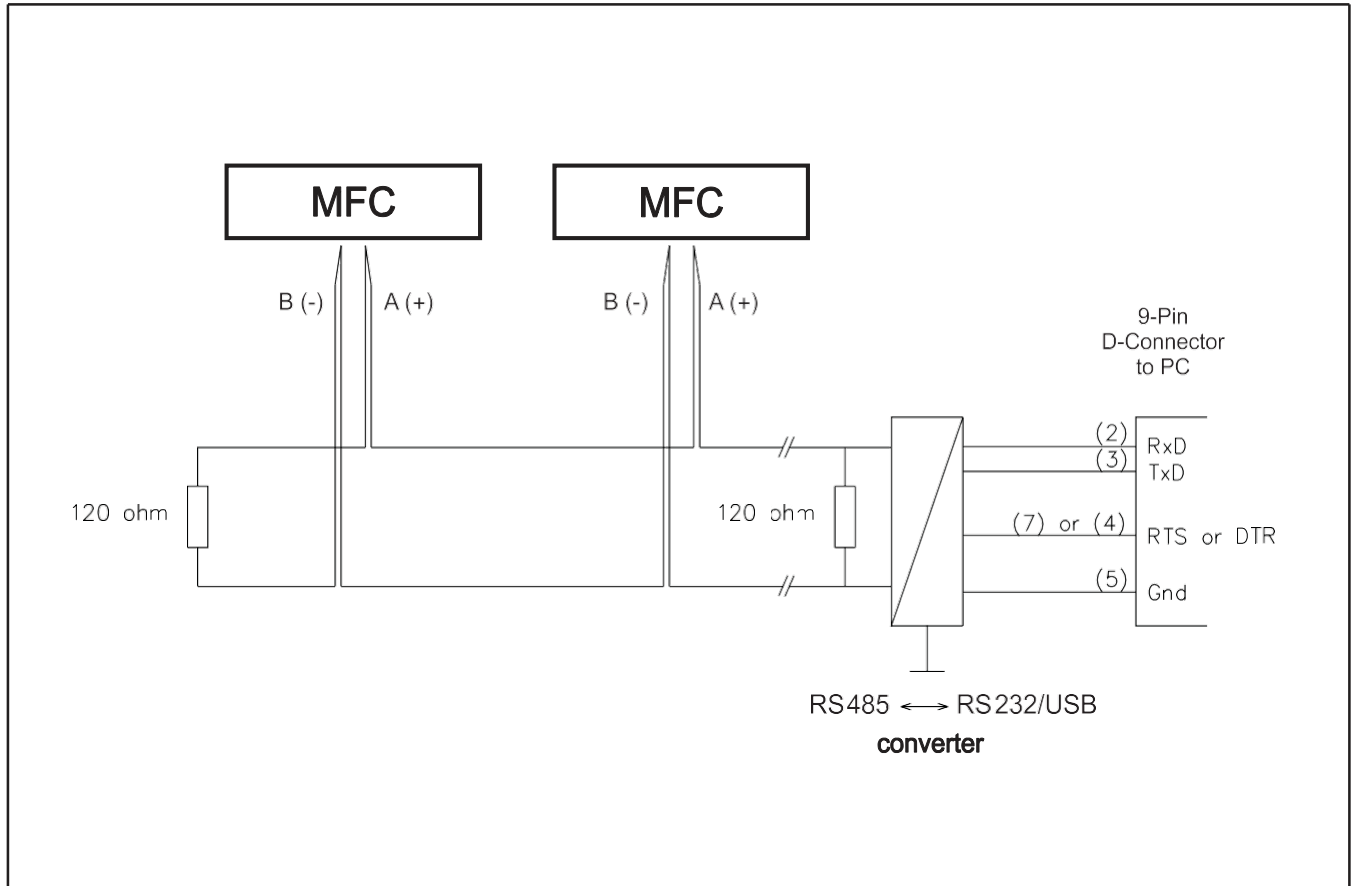 MFC
MFC
B (-)
A (+)
B (-)
A (+)
9-Pin
D-Connector
to PC
(2)
RxD
(3)
TxD
120 ohm
120 ohm
(7) or (4)
RTS or DTR
(5)
Gnd
RS485 ↔ RS232/USB
converter